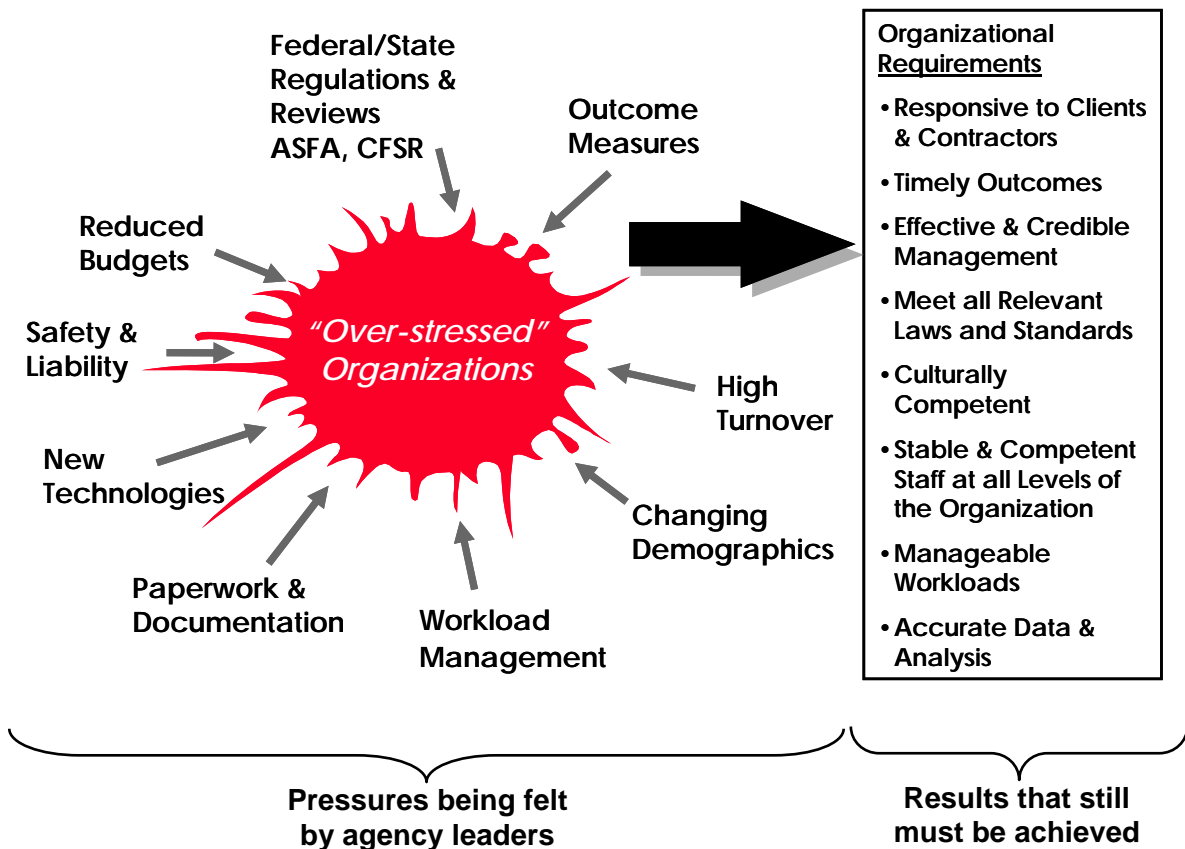 Federal/State
Regulations &
Reviews
ASFA, CFSR
Outcome
Measures
Reduced
Budgets
Safety &
Liability
"Over-stressed"
Organizations
High
Turnover
New
Technologies
Changing
Demographics
Paperwork &
Documentation
Workload
Management
Organizational
Requirements
•Responsive to Clients
& Contractors
•Timely Outcomes
•Effective & Credible
Management
•Meet all Relevant
Laws and Standards
•Culturally
Competent
•Stable & Competent
Staff at all Levels of
the Organization
•Manageable
Workloads
•Accurate Data &
Analysis
Pressures being felt
by agency leaders
Results that still
must be achieved